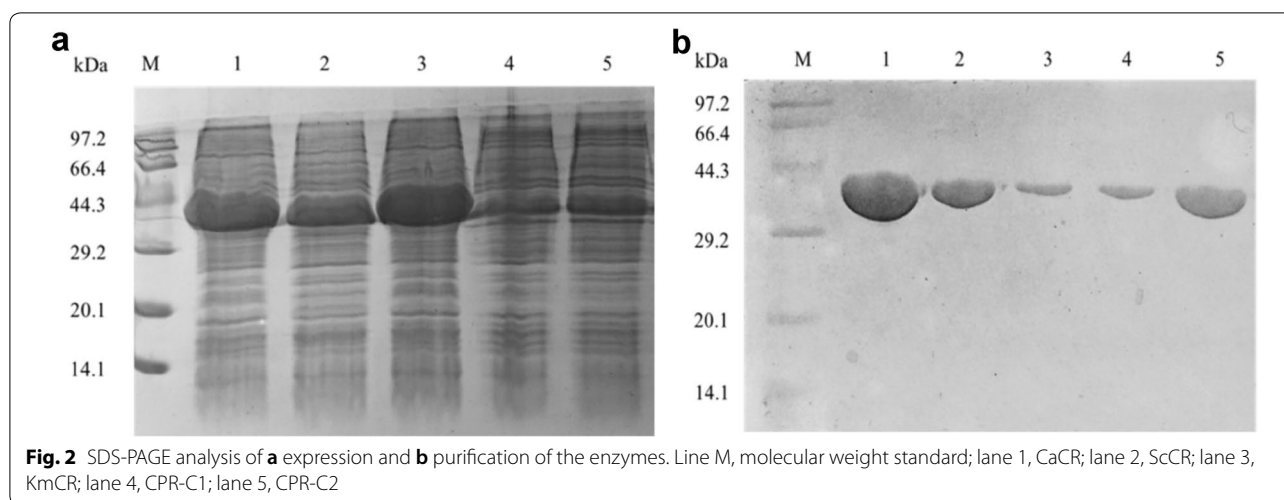 a
kDa M 1 2 3 4 5
97.2
66.4
44.3
29.2
20.1
14.1
b
kDa M 1 2 3 4 5
97.2
66.4
44.3
29.2
20.1
14.1
Fig. 2 SDS-PAGE analysis of a expression and b purification of the enzymes. Line M, molecular weight standard; lane 1, CaCR; lane 2, ScCR; lane 3,
KmCR; lane 4, CPR-C1; lane 5, CPR-C2